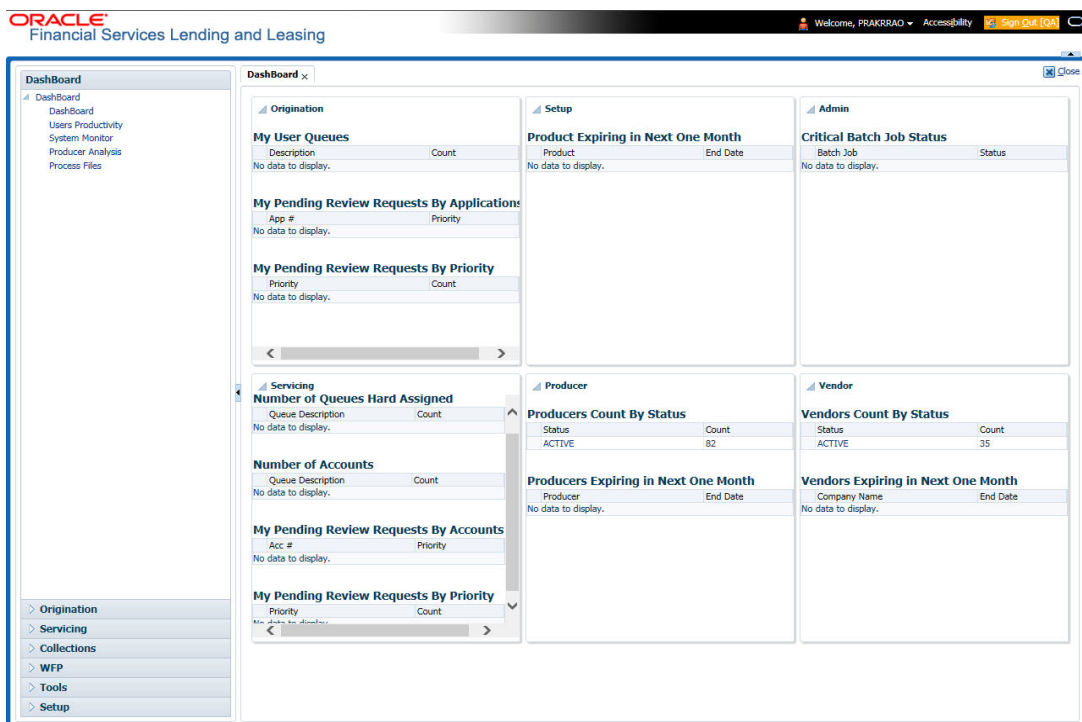 ORACLE
Financial Services Lending and Leasing
Welcome, PRAKRRAO
Accessibility
Sign Out [QA]
DashBoard
DashBoard
DashBoard
Users Productivity
System Monitor
Producer Analysis
Process Files
Origination
Servicing
Collections
WFP
Tools
Setup
DashBoard
Close
Origination
My User Queues
Description Count
No data to display.
My Pending Review Requests By Applications
App # Priority
No data to display.
My Pending Review Requests By Priority
Priority Count
No data to display.
Setup
Product Expiring in Next One Month
Product End Date
No data to display.
Admin
Critical Batch Job Status
Batch Job Status
No data to display.
Servicing
Number of Queues Hard Assigned
Queue Description Count
No data to display.
Number of Accounts
Queue Description Count
No data to display.
My Pending Review Requests By Accounts
Acc # Priority
No data to display.
My Pending Review Requests By Priority
Priority Count
No data to display.
Producer
Producers Count By Status
Status Count
ACTIVE 82
Producers Expiring in Next One Month
Producer End Date
No data to display.
Vendor
Vendors Count By Status
Status Count
ACTIVE 35
Vendors Expiring in Next One Month
Company Name End Date
No data to display.